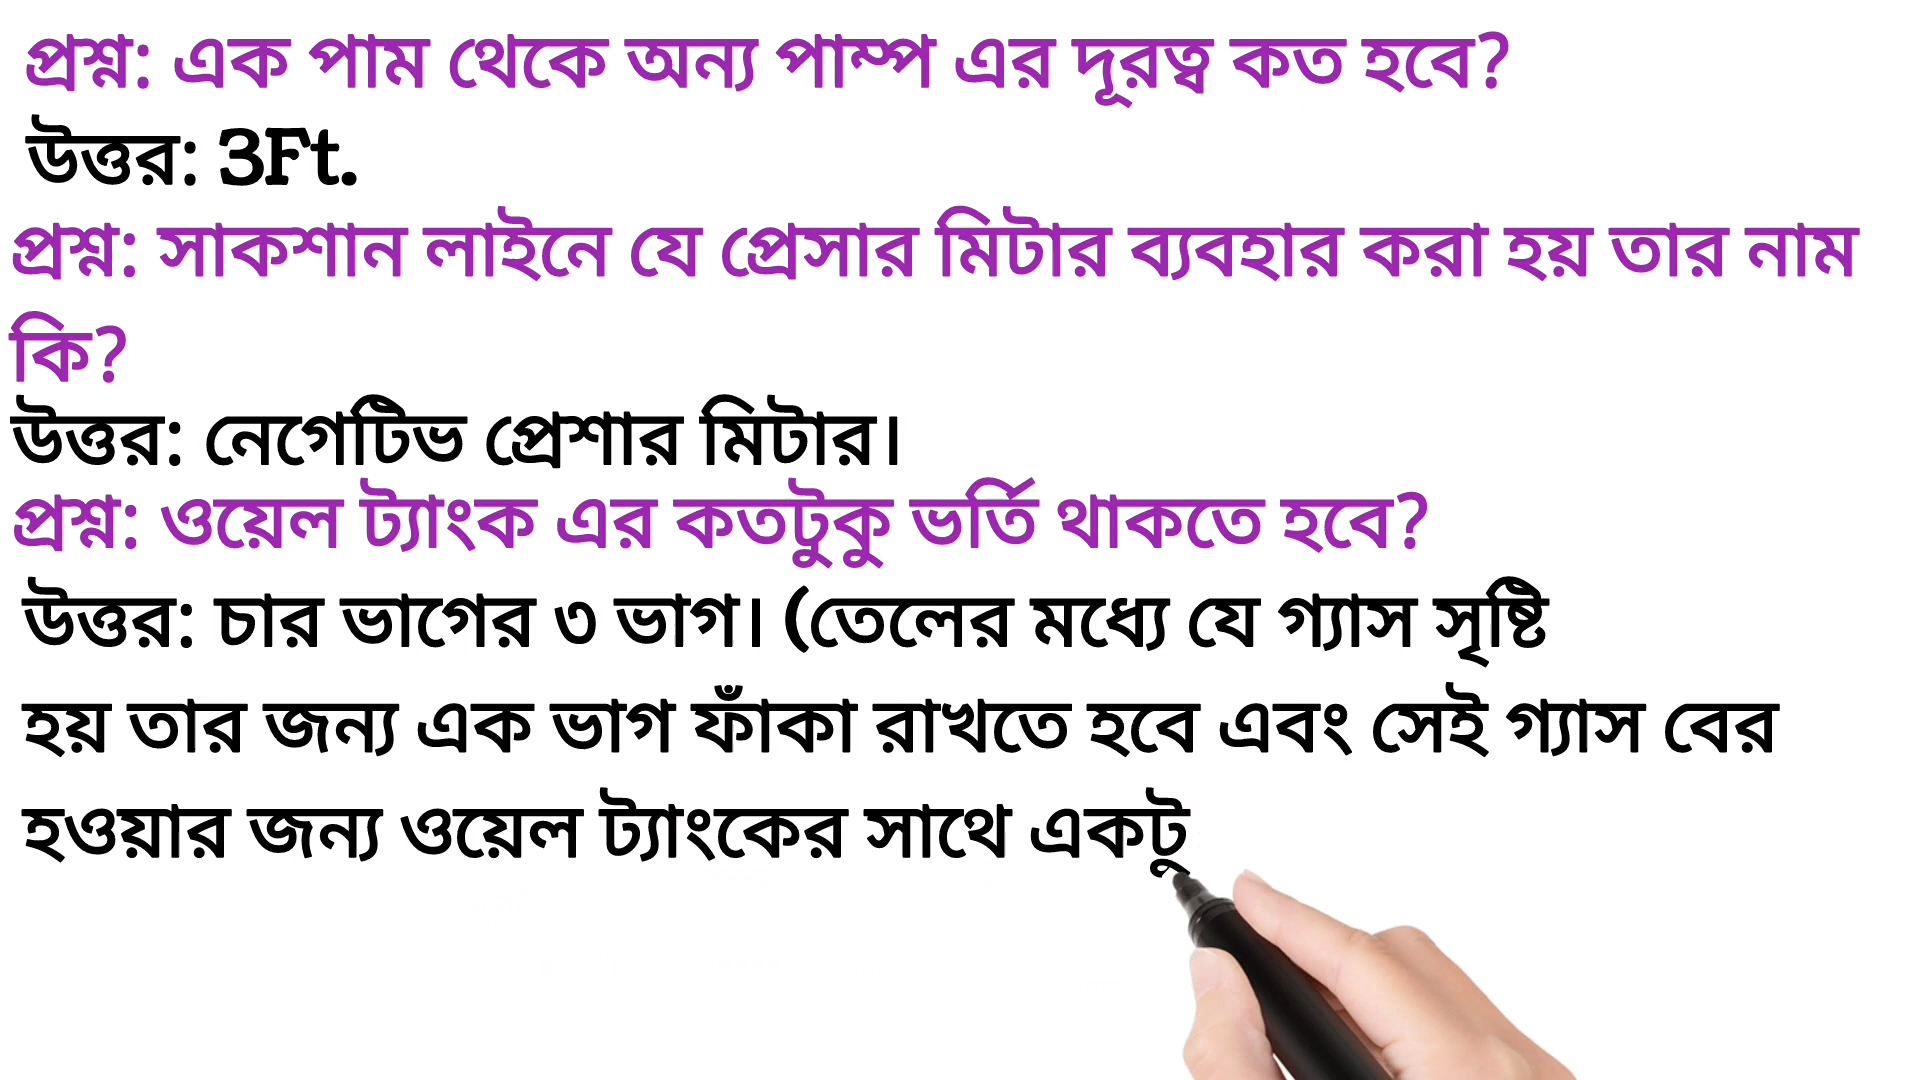 প্রশ্ন: এক পাম থেকে অন্য পাম্প এর দূরত্ব কত হবে?
উত্তর: 3Ft.
প্রশ্ন: সাকশান লাইনে যে প্রেসার মিটার ব্যবহার করা হয় তার নাম
কি?
উত্তর: নেগেটিভ প্রেশার মিটার।
প্রশ্ন: ওয়েল ট্যাংক এর কতটুকু ভর্তি থাকতে হবে?
উত্তর: চার ভাগের ৩ ভাগ। (তেলের মধ্যে যে গ্যাস সৃষ্টি
হয় তার জন্য এক ভাগ ফাঁকা রাখতে হবে এবং সেই গ্যাস বের
হওয়ার জন্য ওয়েল ট্যাংকের সাথে একটু